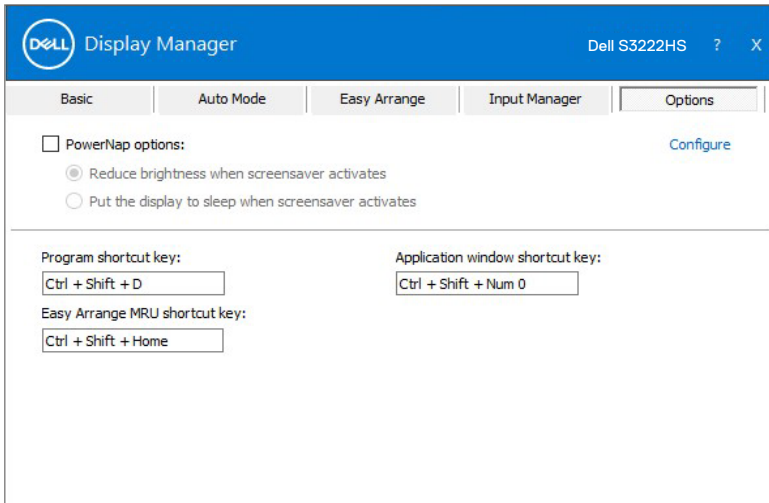 DELL Display Manager Dell S3222HS ? X
Basic Auto Mode Easy Arrange Input Manager Options
PowerNap options: Configure
Reduce brightness when screensaver activates
Put the display to sleep when screensaver activates
Program shortcut key: Application window shortcut key:
Ctrl + Shift + D Ctrl + Shift + Num 0
Easy Arrange MRU shortcut key:
Ctrl + Shift + Home